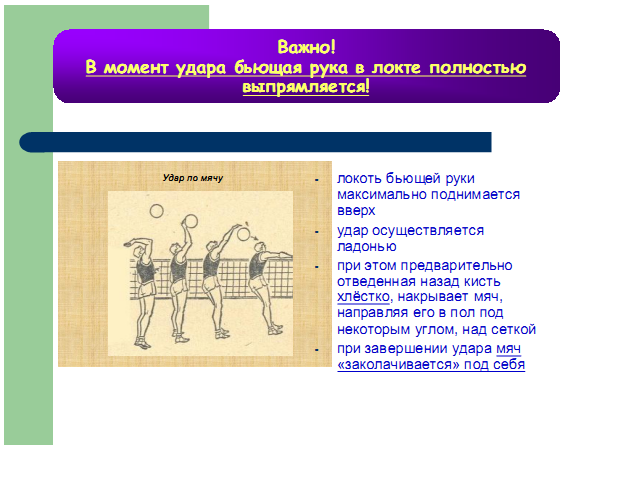 Важно!
В момент удара бьющая рука в локте полностью
выпрямляется!
Удар по мячу
- локоть бьющей руки
максимально поднимается
вверх
- удар осуществляется
ладонью
- при этом предварительно
отведенная назад кисть
хлёстко, накрывает мяч,
направляя его в пол под
некоторым углом, над сеткой
- при завершении удара мяч
«заколачивается» под себя